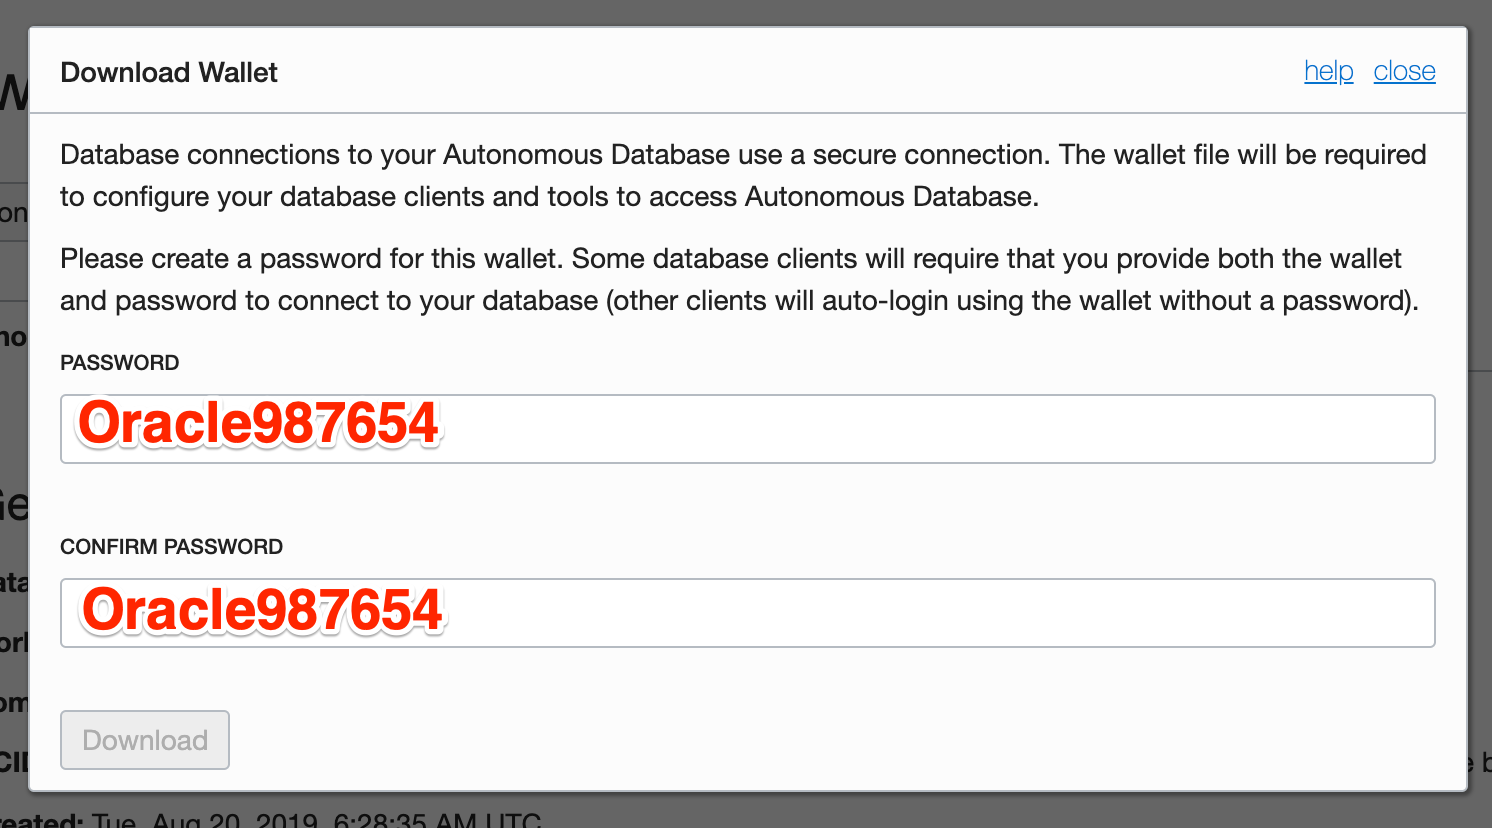 Download Wallet
help close
Database connections to your Autonomous Database use a secure connection. The wallet file will be required
to configure your database clients and tools to access Autonomous Database.
Please create a password for this wallet. Some database clients will require that you provide both the wallet
and password to connect to your database (other clients will auto-login using the wallet without a password).
PASSWORD
Oracle987654
CONFIRM PASSWORD
Oracle987654
Download
Tue, Aug 20, 2019, 6:28:35 AM UTC